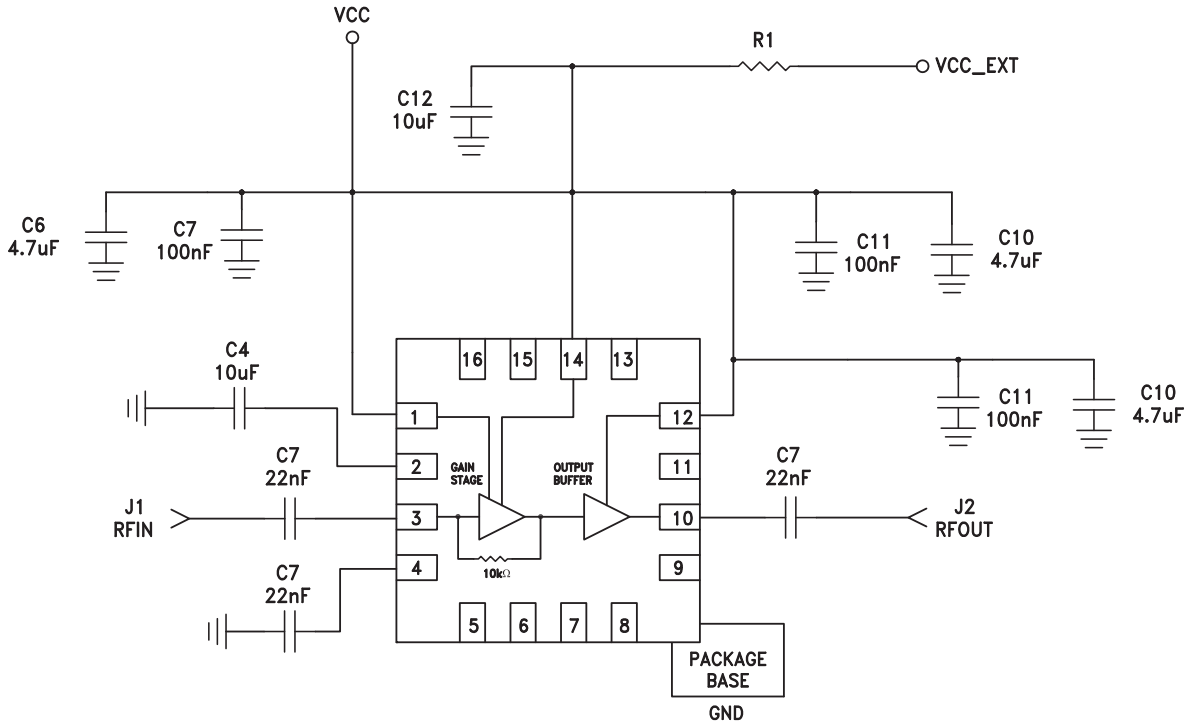 VCC
R1
VCC_EXT
C12
10uF
C6
4.7uF
C7
100nF
C11
100nF
C10
4.7uF
C4
10uF
16
15
14
13
1
12
C11
100nF
C10
4.7uF
2
GAIN
STAGE
OUTPUT
BUFFER
11
C7
22nF
C7
22nF
J1
RFIN
3
10
J2
RFOUT
10kΩ
C7
22nF
4
9
5
6
7
8
PACKAGE
BASE
GND